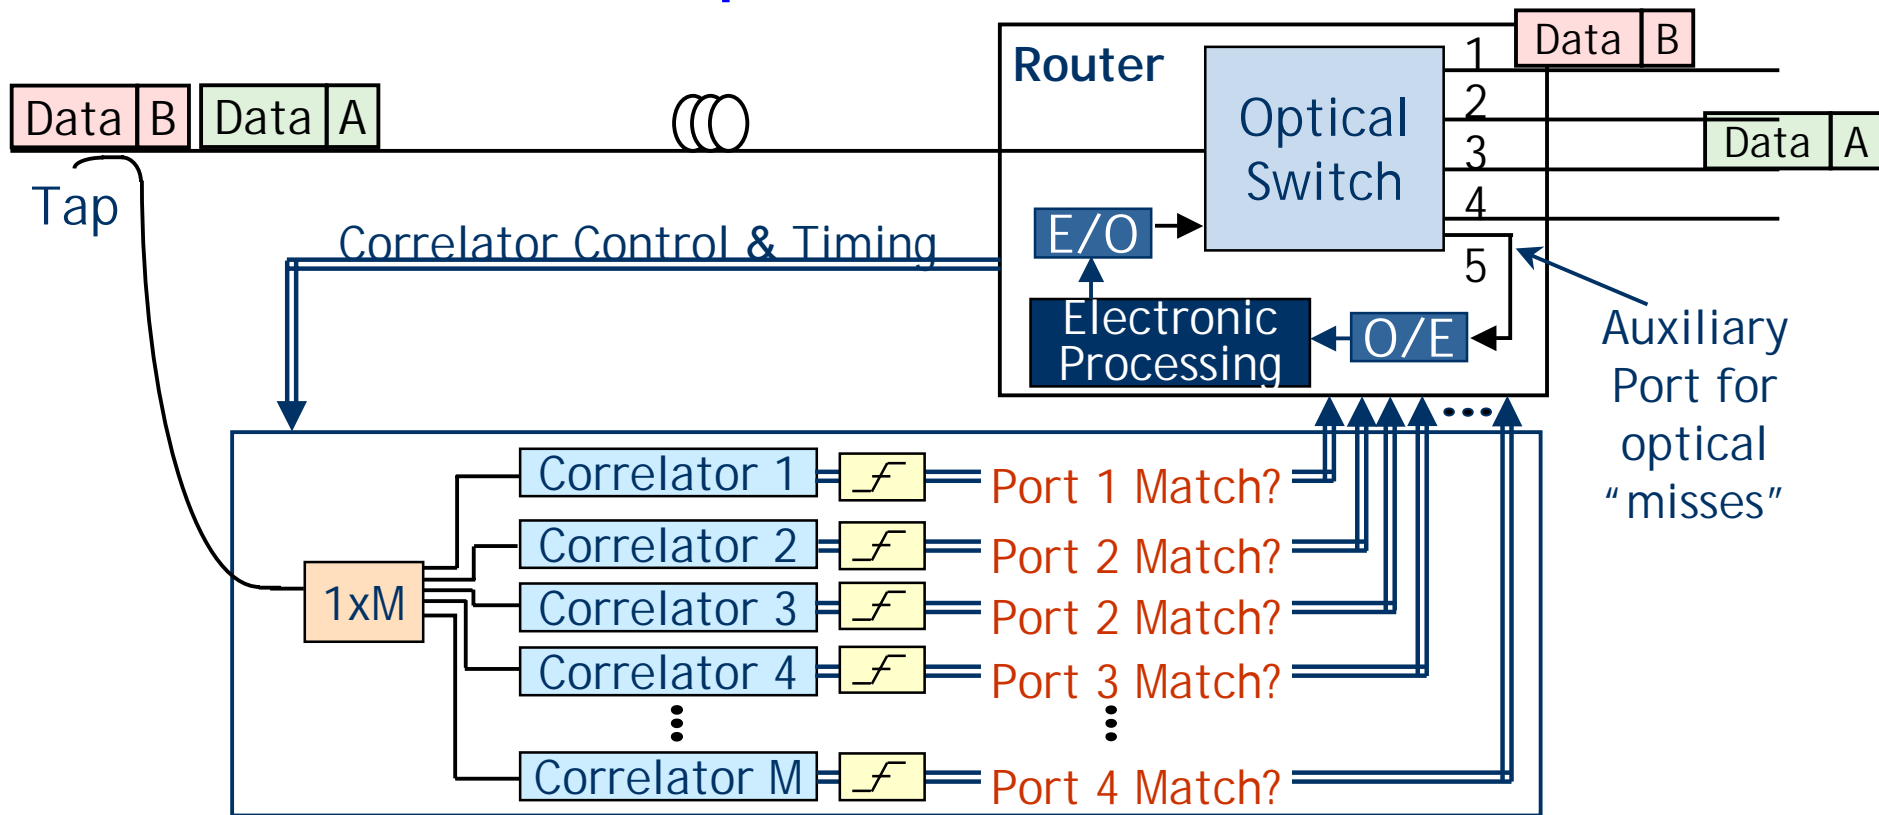 Data B
Router
1
Data B
Data A
2
Optical
Switch
3
Data A
Tap
4
E/O
Correlator Control & Timing
5
Electronic
Processing
O/E
Auxiliary
Port for
optical
“misses”
Correlator 1
Port 1 Match?
Correlator 2
Port 2 Match?
1xM
Correlator 3
Port 2 Match?
Correlator 4
Port 3 Match?
Correlator M
Port 4 Match?